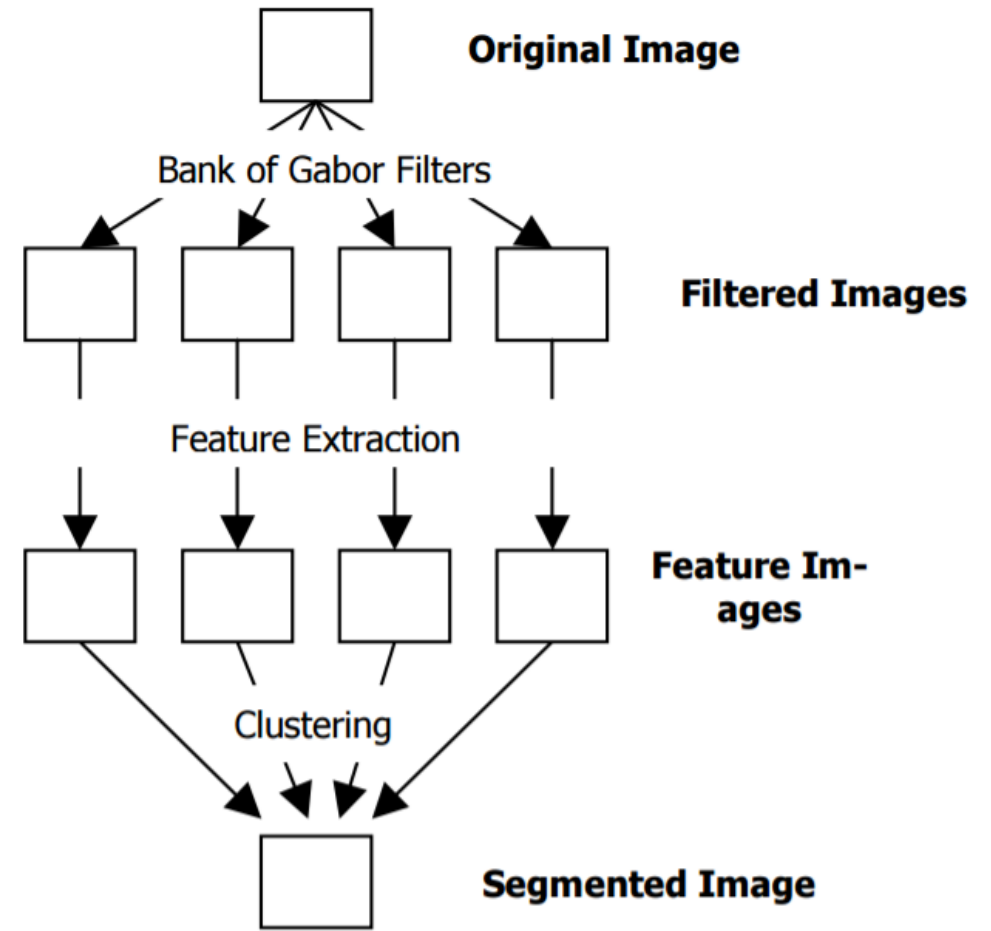 Original Image
Bank of Gabor Filters
Filtered Images
Feature Extraction
Feature Im-
ages
Clustering
Segmented Image